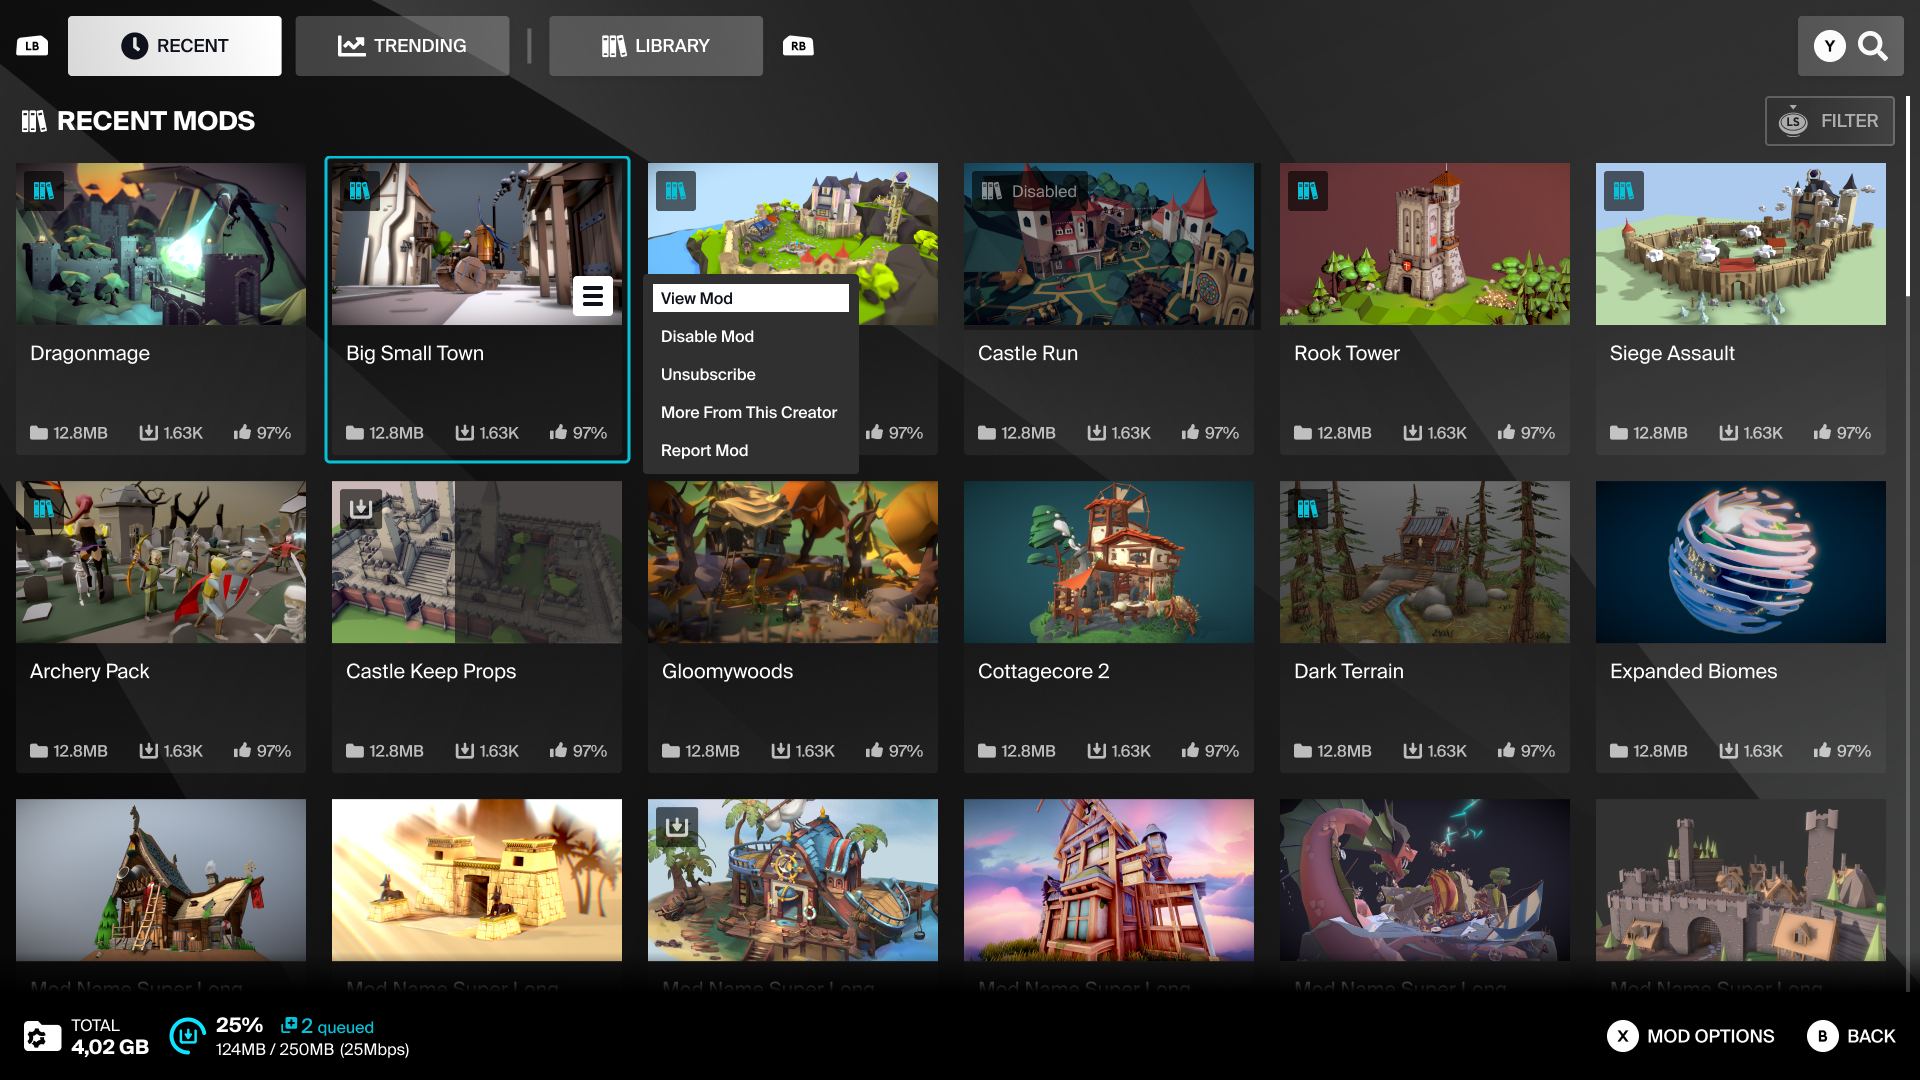 LB
RECENT
TRENDING
LIBRARY
RB
Y
RECENT MODS
LS
FILTER
Disabled
Dragonmage
12.8MB 1.63K 97%
Big Small Town
12.8MB 1.63K 97%
View Mod
Disable Mod
Unsubscribe
More From This Creator
Report Mod
97%
Castle Run
12.8MB 1.63K 97%
Rook Tower
12.8MB 1.63K 97%
Siege Assault
12.8MB 1.63K 97%
Archery Pack
12.8MB 1.63K 97%
Castle Keep Props
12.8MB 1.63K 97%
Gloomywoods
12.8MB 1.63K 97%
Cottagecore 2
12.8MB 1.63K 97%
Dark Terrain
12.8MB 1.63K 97%
Expanded Biomes
12.8MB 1.63K 97%
Mod Name Super Long
Mod Name Super Long
Mod Name Super Long
Mod Name Super Long
Mod Name Super Long
Mod Name Super Long
TOTAL
4,02 GB
25% 2 queued
124MB / 250MB (25Mbps)
X MOD OPTIONS
B BACK